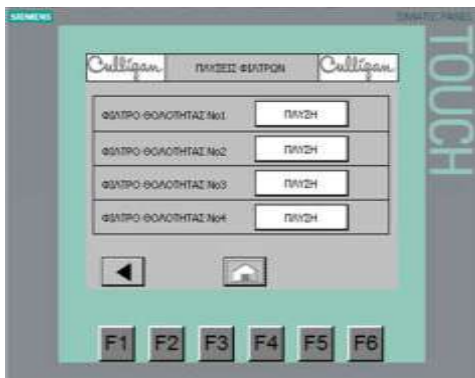 SIEMENS
SIMATIC PANEL
TOUCH
Culligan
ΠΛΥΣΕΙΣ ΦΙΛΤΡΩΝ
Culligan
ΦΙΛΤΡΟ ΘΟΛΟΤΗΤΑΣ No1 ΠΛΥΣΗ
ΦΙΛΤΡΟ ΘΟΛΟΤΗΤΑΣ No2 ΠΛΥΣΗ
ΦΙΛΤΡΟ ΘΟΛΟΤΗΤΑΣ No3 ΠΛΥΣΗ
ΦΙΛΤΡΟ ΘΟΛΟΤΗΤΑΣ No4 ΠΛΥΣΗ
F1 F2 F3 F4 F5 F6